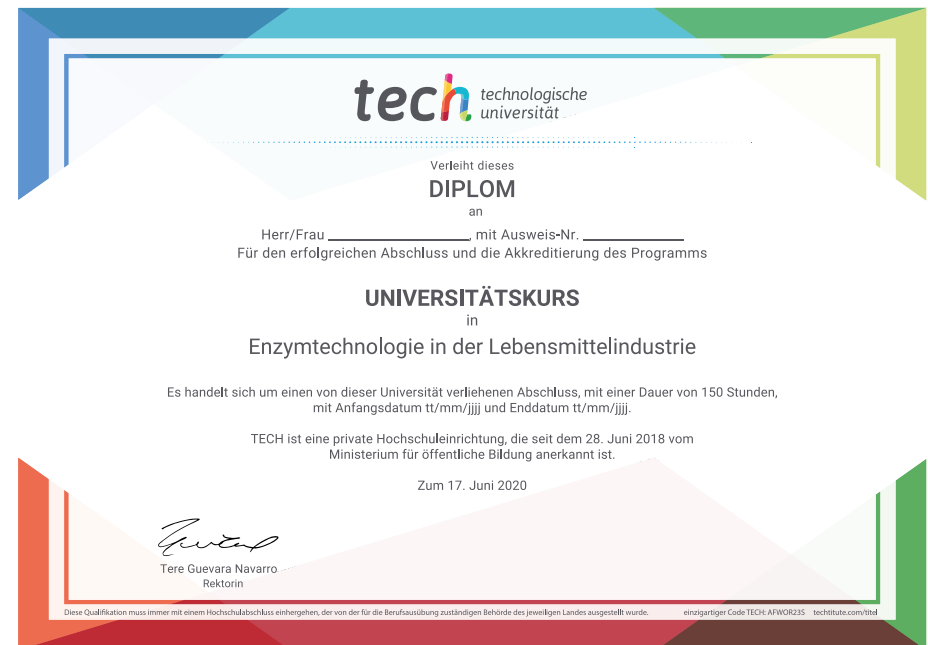 tech technologische
universität
Verleiht dieses
DIPLOM
an
Herr/Frau ____________________, mit Ausweis-Nr. ______________
Für den erfolgreichen Abschluss und die Akkreditierung des Programms
UNIVERSITÄTSKURS
in
Enzymtechnologie in der Lebensmittelindustrie
Es handelt sich um einen von dieser Universität verliehenen Abschluss, mit einer Dauer von 150 Stunden,
mit Anfangsdatum tt/mm/jjjj und Enddatum tt/mm/jjjj.
TECH ist eine private Hochschuleinrichtung, die seit dem 28. Juni 2018 vom
Ministerium für öffentliche Bildung anerkannt ist.
Zum 17. Juni 2020
Tere Guevara Navarro
Rektorin
Diese Qualifikation muss immer mit einem Hochschulabschluss einhergehen, der von der für die Berufsausübung zuständigen Behörde des jeweiligen Landes ausgestellt wurde. einzigartiger Code TECH: AFWOR23S techtitute.com/titel